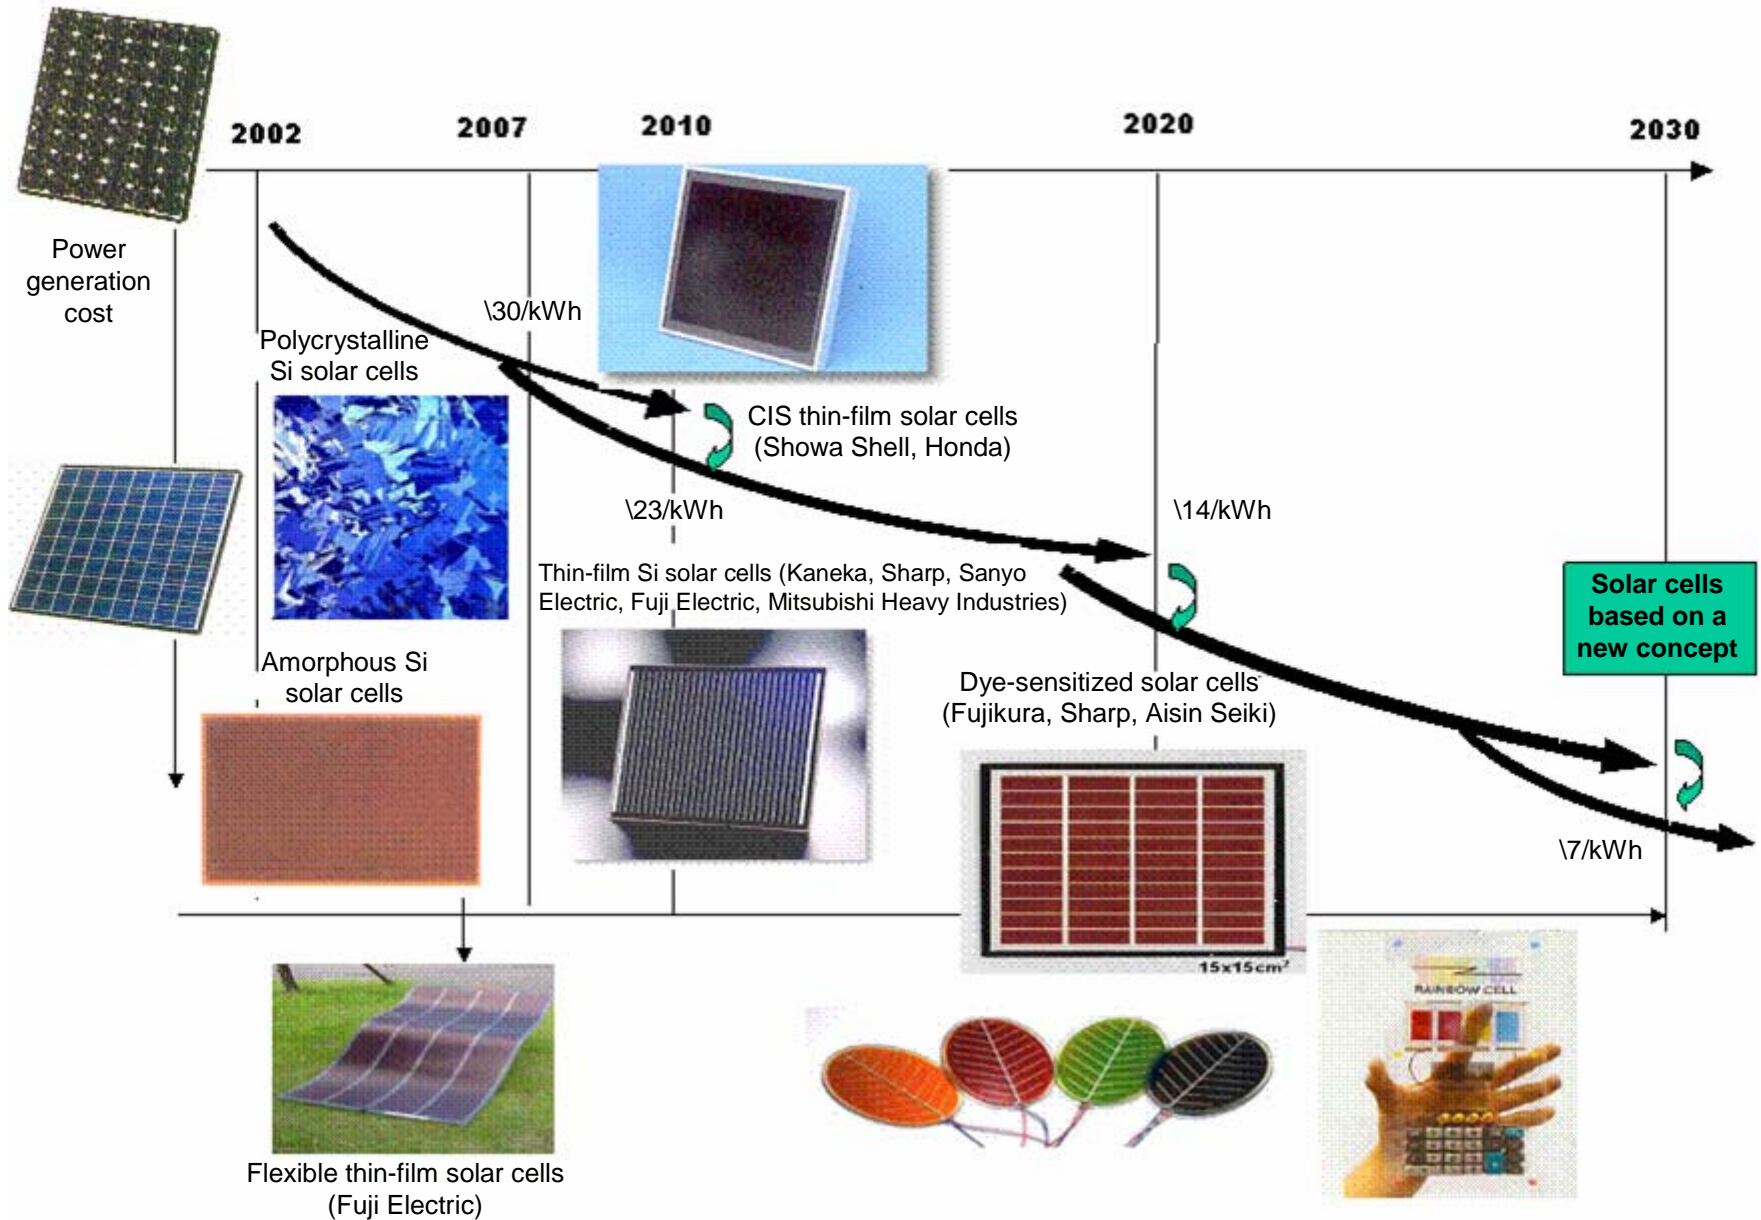 2002
2007
2010
2020
2030
Power
generation
cost
\30/kWh
Polycrystalline
Si solar cells
CIS thin-film solar cells
(Showa Shell, Honda)
\23/kWh
\14/kWh
Thin-film Si solar cells (Kaneka, Sharp, Sanyo
Electric, Fuji Electric, Mitsubishi Heavy Industries)
Solar cells
based on a
new concept
Amorphous Si
solar cells
Dye-sensitized solar cells
(Fujikura, Sharp, Aisin Seiki)
\7/kWh
15x15cm²
RAINBOW CELL
Flexible thin-film solar cells
(Fuji Electric)